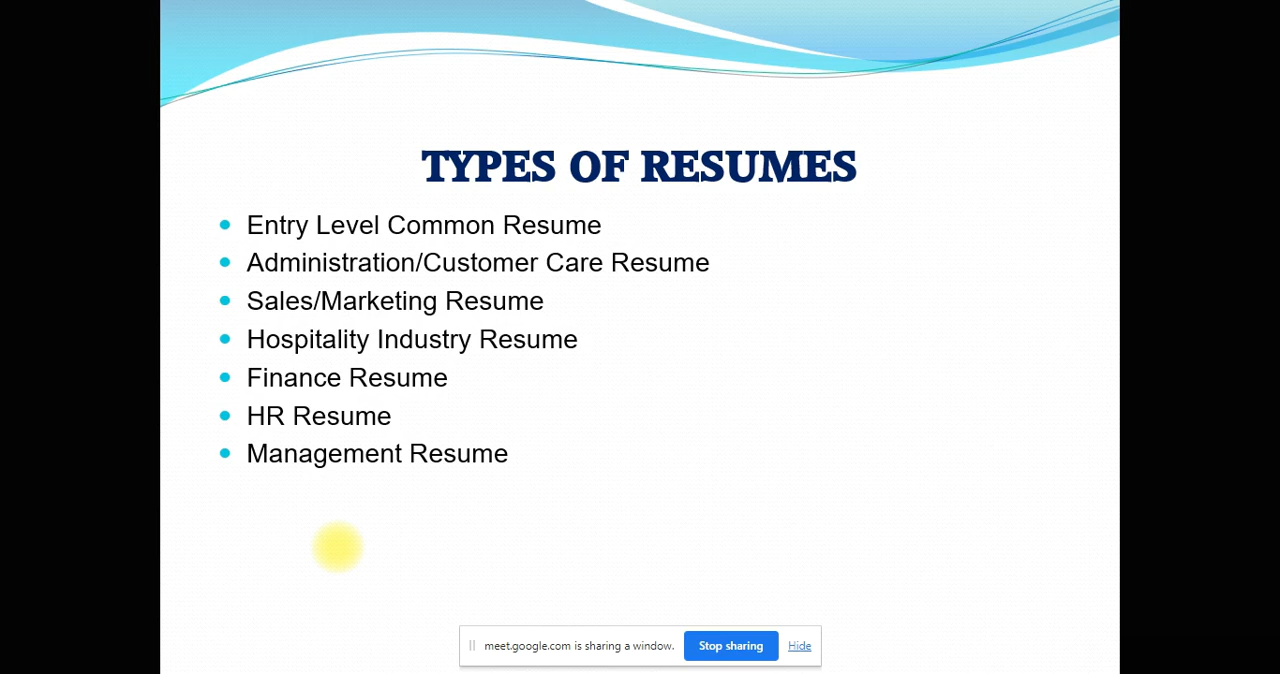 TYPES OF RESUMES
Entry Level Common Resume
Administration/Customer Care Resume
Sales/Marketing Resume
Hospitality Industry Resume
Finance Resume
HR Resume
Management Resume
meet.google.com is sharing a window. Stop sharing Hide